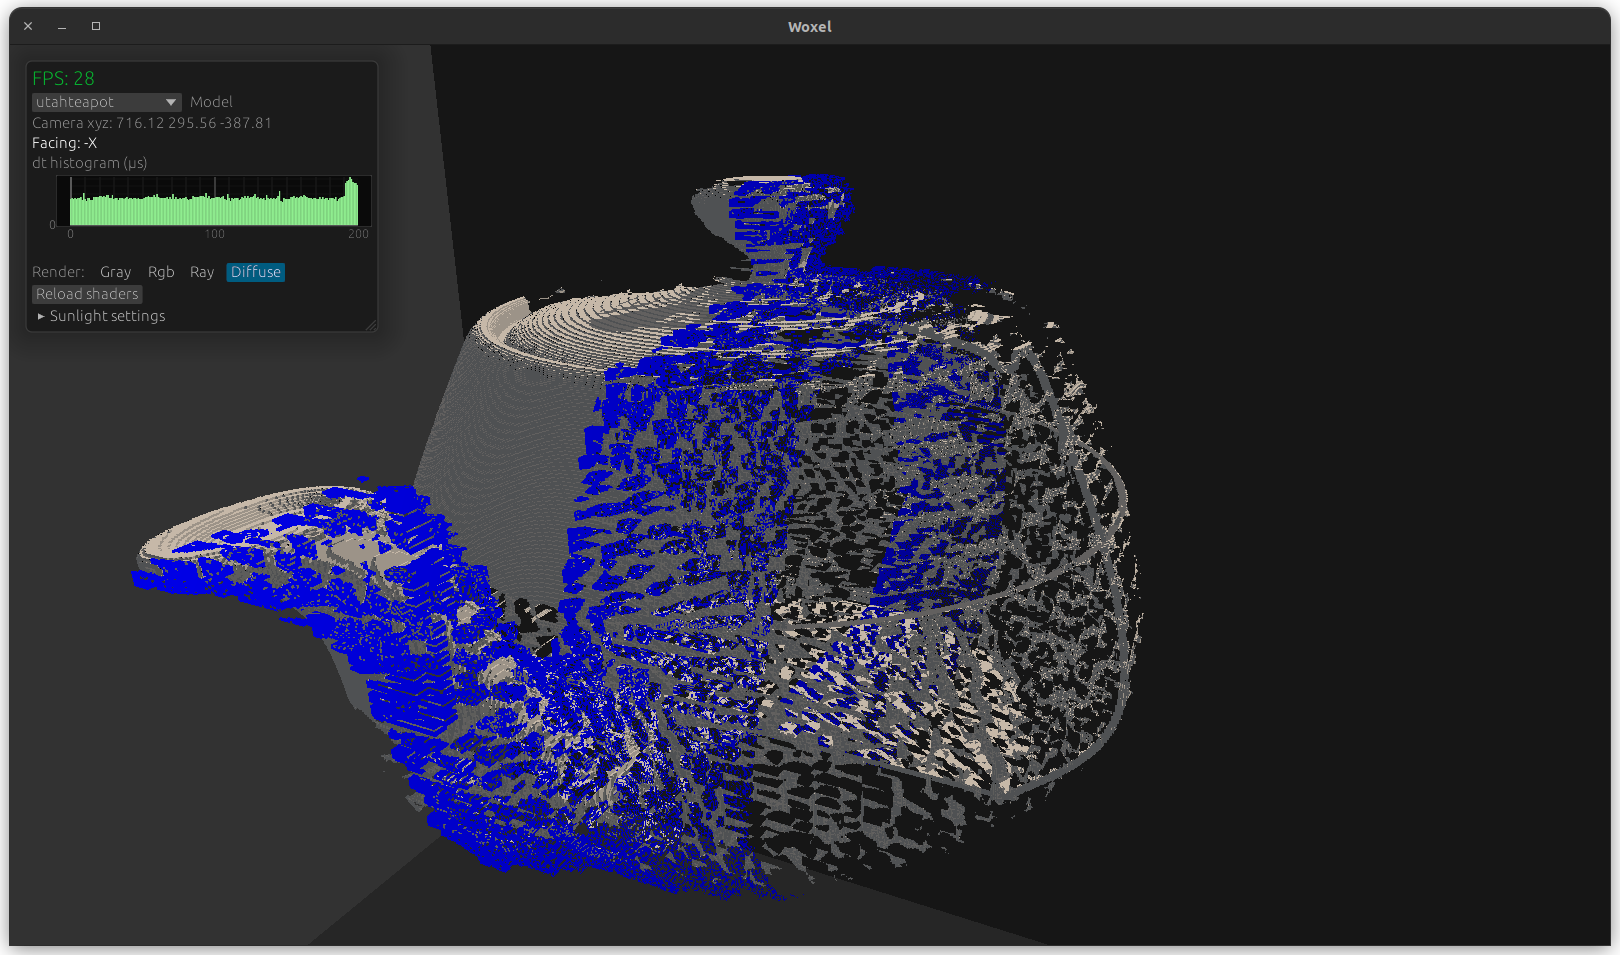 Woxel
FPS: 28
utahteapot Model
Camera xyz: 716.12 295.56 -387.81
Facing: -X
dt histogram (µs)
0
0 100 200
Render: Gray Rgb Ray Diffuse
Reload shaders
Sunlight settings